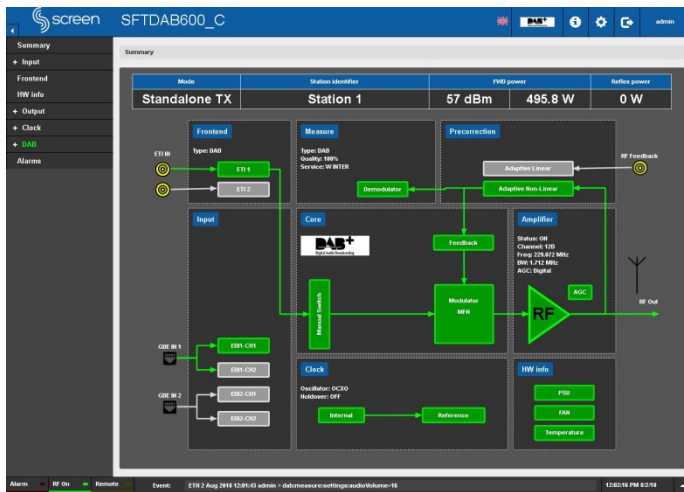 screen
SFTDAB600_C
DAB+
admin
Summary
+ Input
Frontend
HW info
+ Output
+ Clock
+ DAB
Alarms
Summary
Mode
Station identifier
FWD power
Reflex power
Standalone TX
Station 1
57 dBm
495.8 W
0 W
Frontend
Type: DAB
ETI IN
ETI 1
ETI 2
Measure
Type: DAB
Quality: 100%
Service: W INTER
Demodulator
Precorrection
Adaptive Linear
Adaptive Non-Linear
RF Feedback
Input
GBE IN 1
EDI1-CH1
EDI1-CH2
GBE IN 2
EDI2-CH1
EDI2-CH2
Core
DAB+
Digital Audio Broadcasting
Manual Switch
Feedback
Modulator
MFN
Amplifier
Status: ON
Channel: 12D
Freq: 229.072 MHz
BW: 1.712 MHz
AGC: Digital
AGC
RF
RF Out
Clock
Oscillator: OCXO
Holdover: OFF
Internal
Reference
HW info
PSU
FAN
Temperature
Alarm
RF On
Remote
Event:
ETH 2 Aug 2018 12:01:43 admin > dab:measure:settings:audioVolume=16
12:02:16 PM 8/2/18